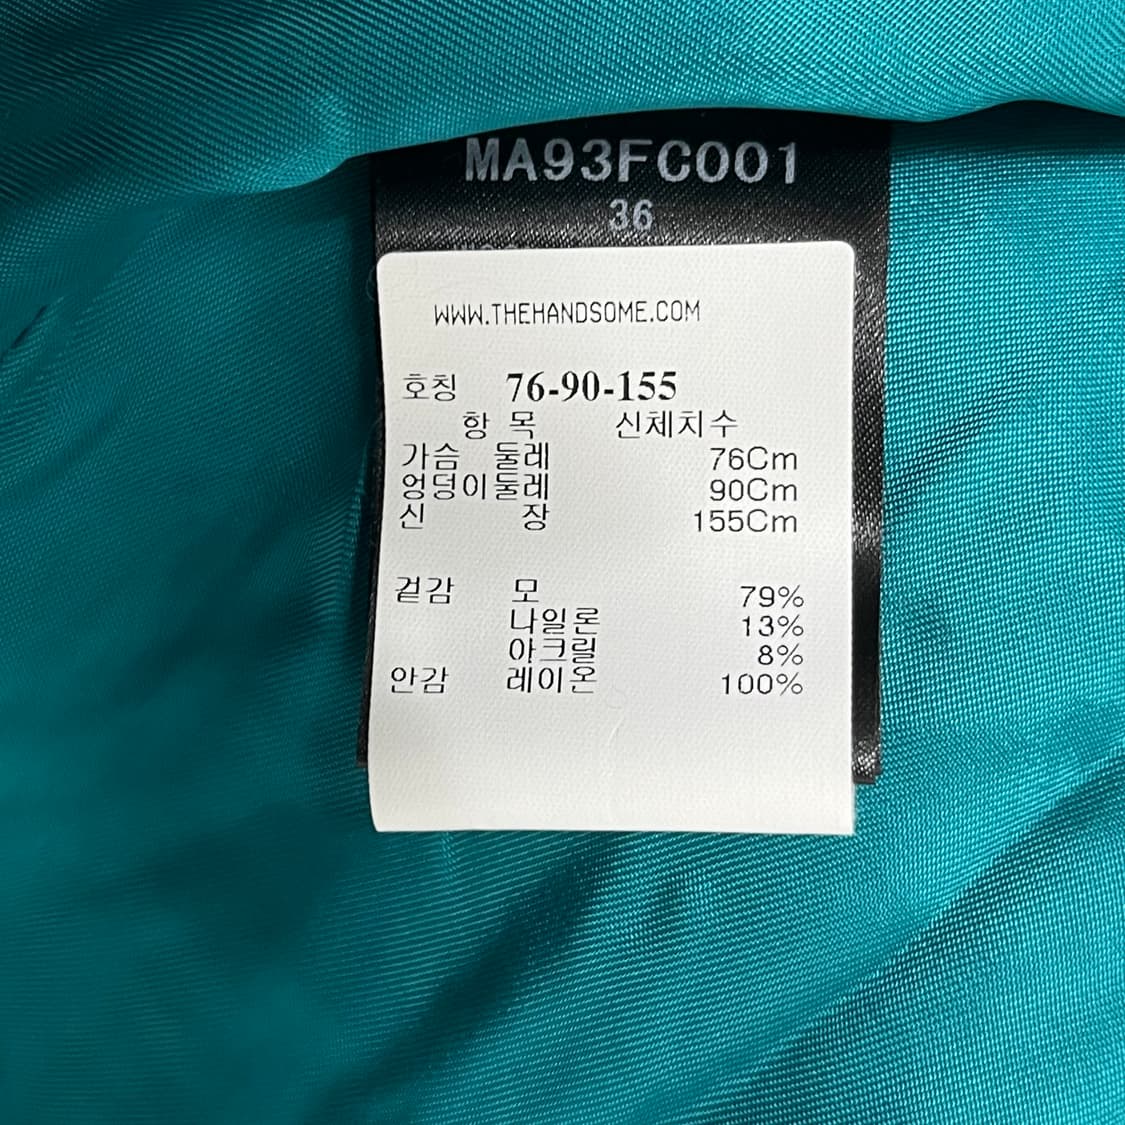 MA93FC001
36
WWW.THEHANDSOME.COM
호칭 76-90-155
항 목 신체치수
가슴 둘레 76Cm
엉덩이둘레 90Cm
신 장 155Cm
겉감 모 79%
나일론 13%
아크릴 8%
안감 레이온 100%